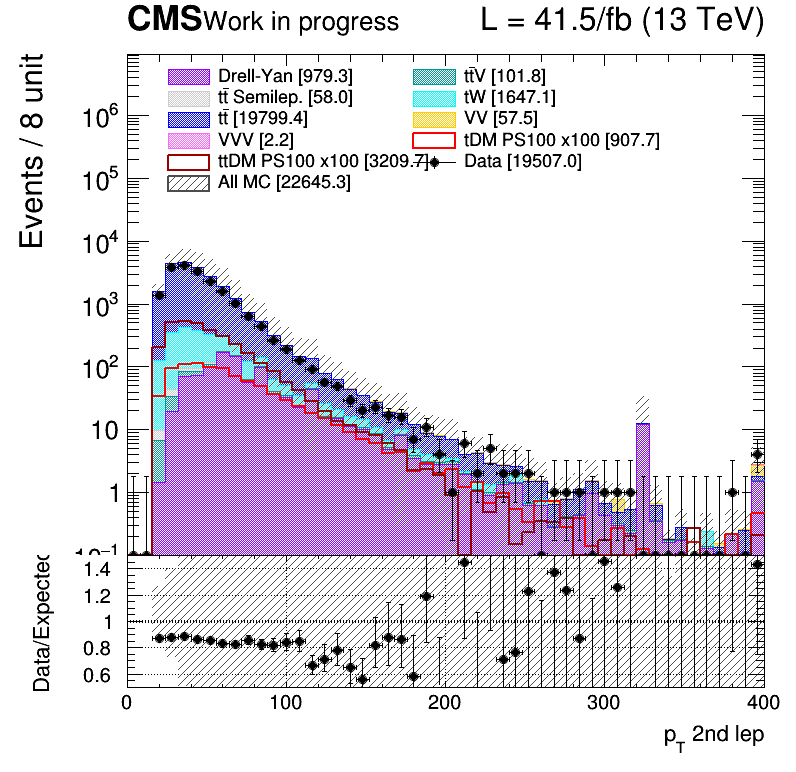 CMS Work in progress L = 41.5/fb (13 TeV)
Events / 8 unit
Drell-Yan [979.3] tt̄V [101.8]
tt̄ Semilep. [58.0] tW [1647.1]
tt̄ [19799.4] VV [57.5]
VVV [2.2] tDM PS100 x100 [907.7]
ttDM PS100 x100 [3209.7] Data [19507.0]
All MC [22645.3]
10⁶
10⁵
10⁴
10³
10²
10
1
10⁻¹
Data/Expected
1.4
1.2
1
0.8
0.6
0 100 200 300 400
p_T 2nd lep